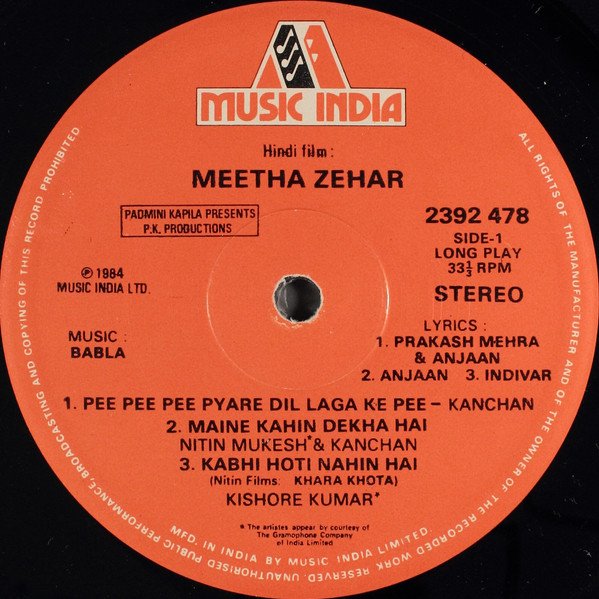 MUSIC INDIA
Hindi film :
MEETHA ZEHAR
PADMINI KAPILA PRESENTS
P.K. PRODUCTIONS
2392 478
SIDE-1
LONG PLAY
33⅓ RPM
STEREO
℗ 1984
MUSIC INDIA LTD.
MUSIC :
BABLA
LYRICS :
1. PRAKASH MEHRA
& ANJAAN
2. ANJAAN 3. INDIVAR
1. PEE PEE PEE PYARE DIL LAGA KE PEE – KANCHAN
2. MAINE KAHIN DEKHA HAI
NITIN MUKESH* & KANCHAN
3. KABHI HOTI NAHIN HAI
(Nitin Films: KHARA KHOTA)
KISHORE KUMAR*
* The artistes appear by courtesy of
The Gramophone Company
of India Limited
MFD. IN INDIA BY MUSIC INDIA LIMITED.
ALL RIGHTS OF THE MANUFACTURER AND OF THE OWNER OF THE RECORDED WORK RESERVED. UNAUTHORISED PUBLIC PERFORMANCE, BROADCASTING AND COPYING OF THIS RECORD PROHIBITED